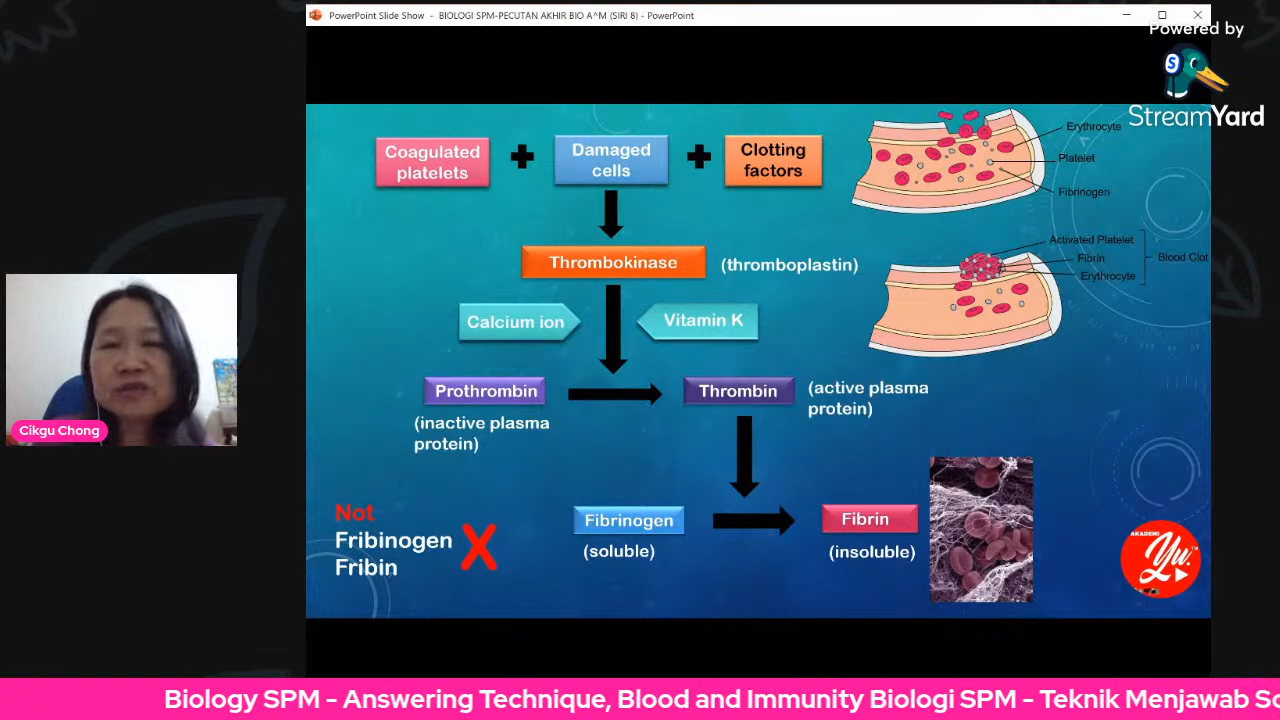 PowerPoint Slide Show - BIOLOGI SPM-PECUTAN AKHIR BIO A^M (SIRI 8) - PowerPoint
Powered by
StreamYard
Coagulated
platelets
Damaged
cells
Clotting
factors
Erythrocyte
Platelet
Fibrinogen
Thrombokinase
(thromboplastin)
Activated Platelet
Fibrin
Erythrocyte
Blood Clot
Calcium ion
Vitamin K
Prothrombin
(inactive plasma
protein)
Thrombin
(active plasma
protein)
Not
Fribinogen
Fribin
X
Fibrinogen
(soluble)
Fibrin
(insoluble)
AKADEMI
Yu.
Cikgu Chong
Biology SPM - Answering Technique, Blood and Immunity Biologi SPM - Teknik Menjawab